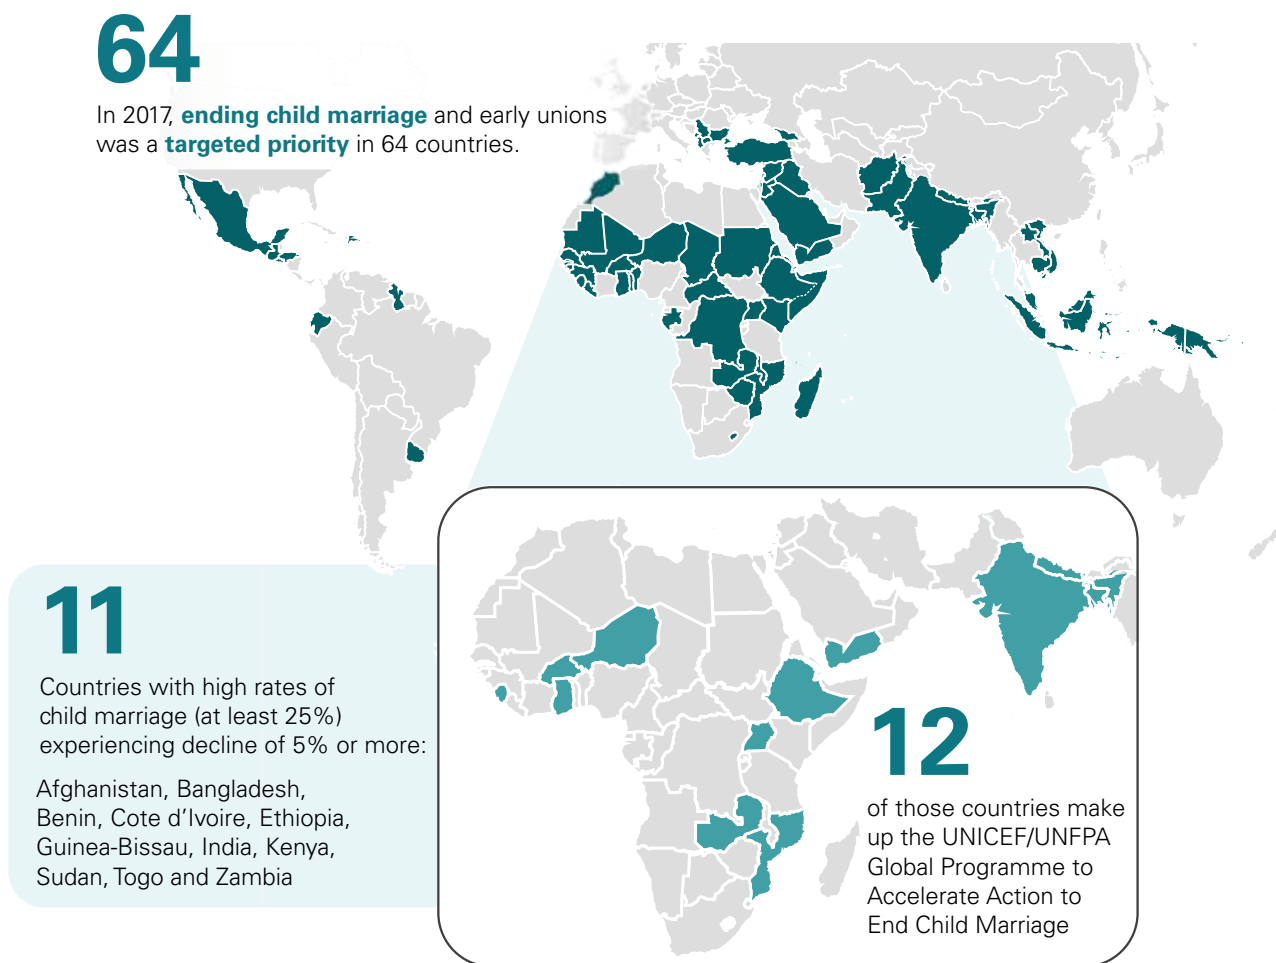 64
In 2017, ending child marriage and early unions
was a targeted priority in 64 countries.
11
Countries with high rates of
child marriage (at least 25%)
experiencing decline of 5% or more:
Afghanistan, Bangladesh,
Benin, Cote d’Ivoire, Ethiopia,
Guinea-Bissau, India, Kenya,
Sudan, Togo and Zambia
12
of those countries make
up the UNICEF/UNFPA
Global Programme to
Accelerate Action to
End Child Marriage